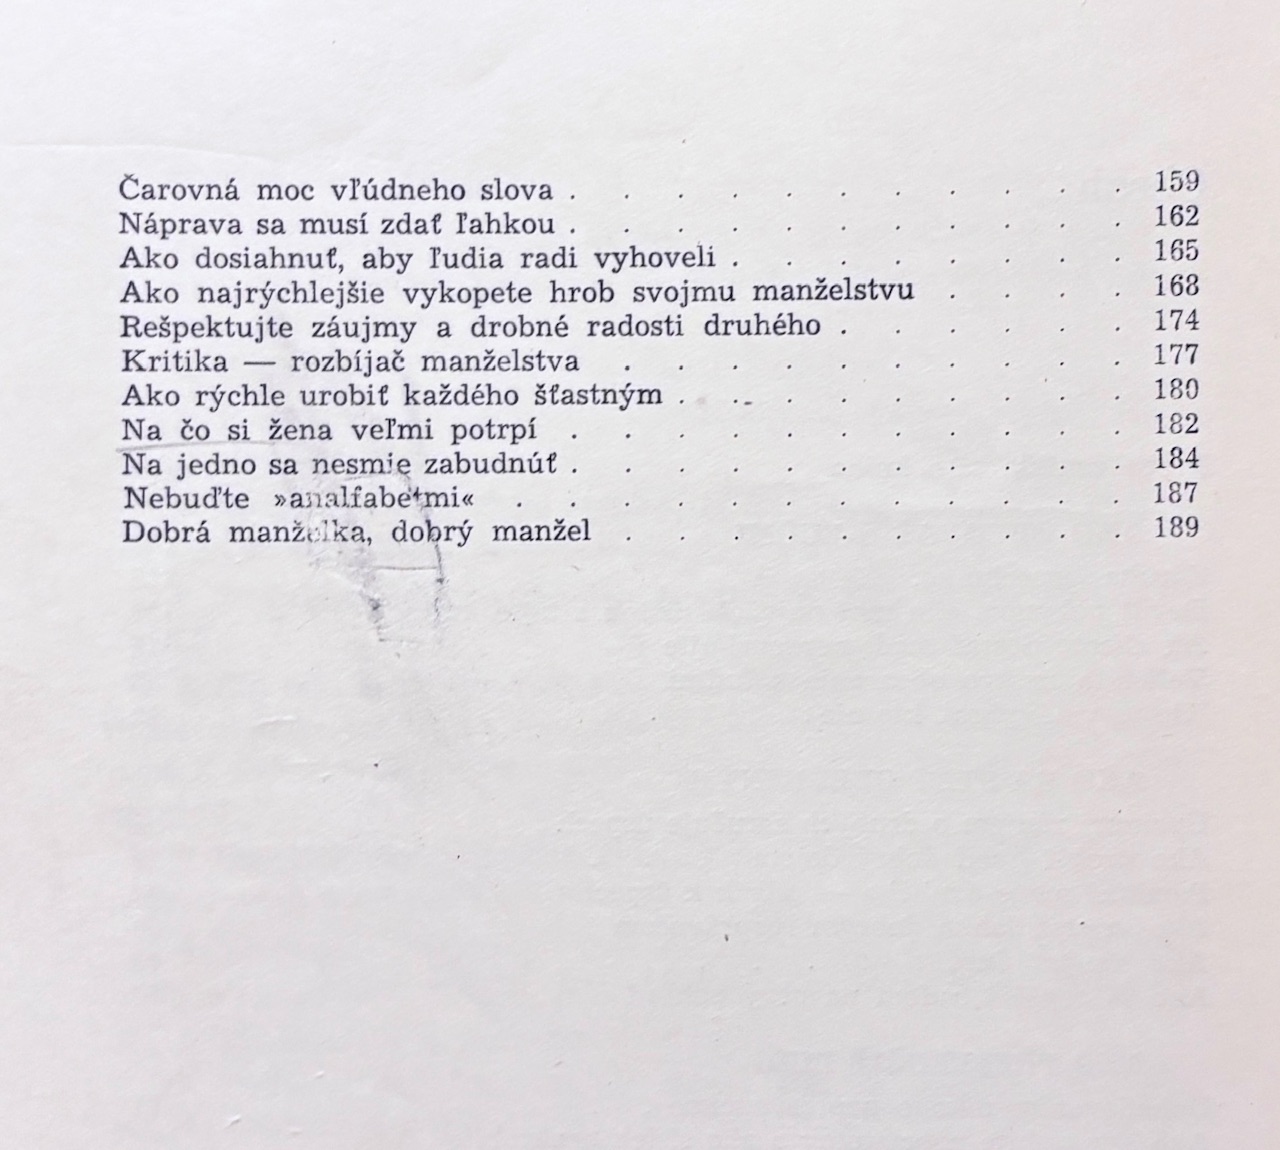 Čarovná moc vľúdneho slova . . . . . . . . . . . 159
Náprava sa musí zdať ľahkou . . . . . . . . . . . 162
Ako dosiahnuť, aby ľudia radi vyhoveli . . . . . . . . 165
Ako najrýchlejšie vykopete hrob svojmu manželstvu . . . . 168
Rešpektujte záujmy a drobné radosti druhého . . . . . . 174
Kritika — rozbíjač manželstva . . . . . . . . . . 177
Ako rýchle urobiť každého šťastným . . . . . . . . . 180
Na čo si žena veľmi potrpí . . . . . . . . . . . 182
Na jedno sa nesmie zabudnúť . . . . . . . . . . . 184
Nebuďte »analfabetmi« . . . . . . . . . . . . 187
Dobrá manželka, dobrý manžel . . . . . . . . . . 189